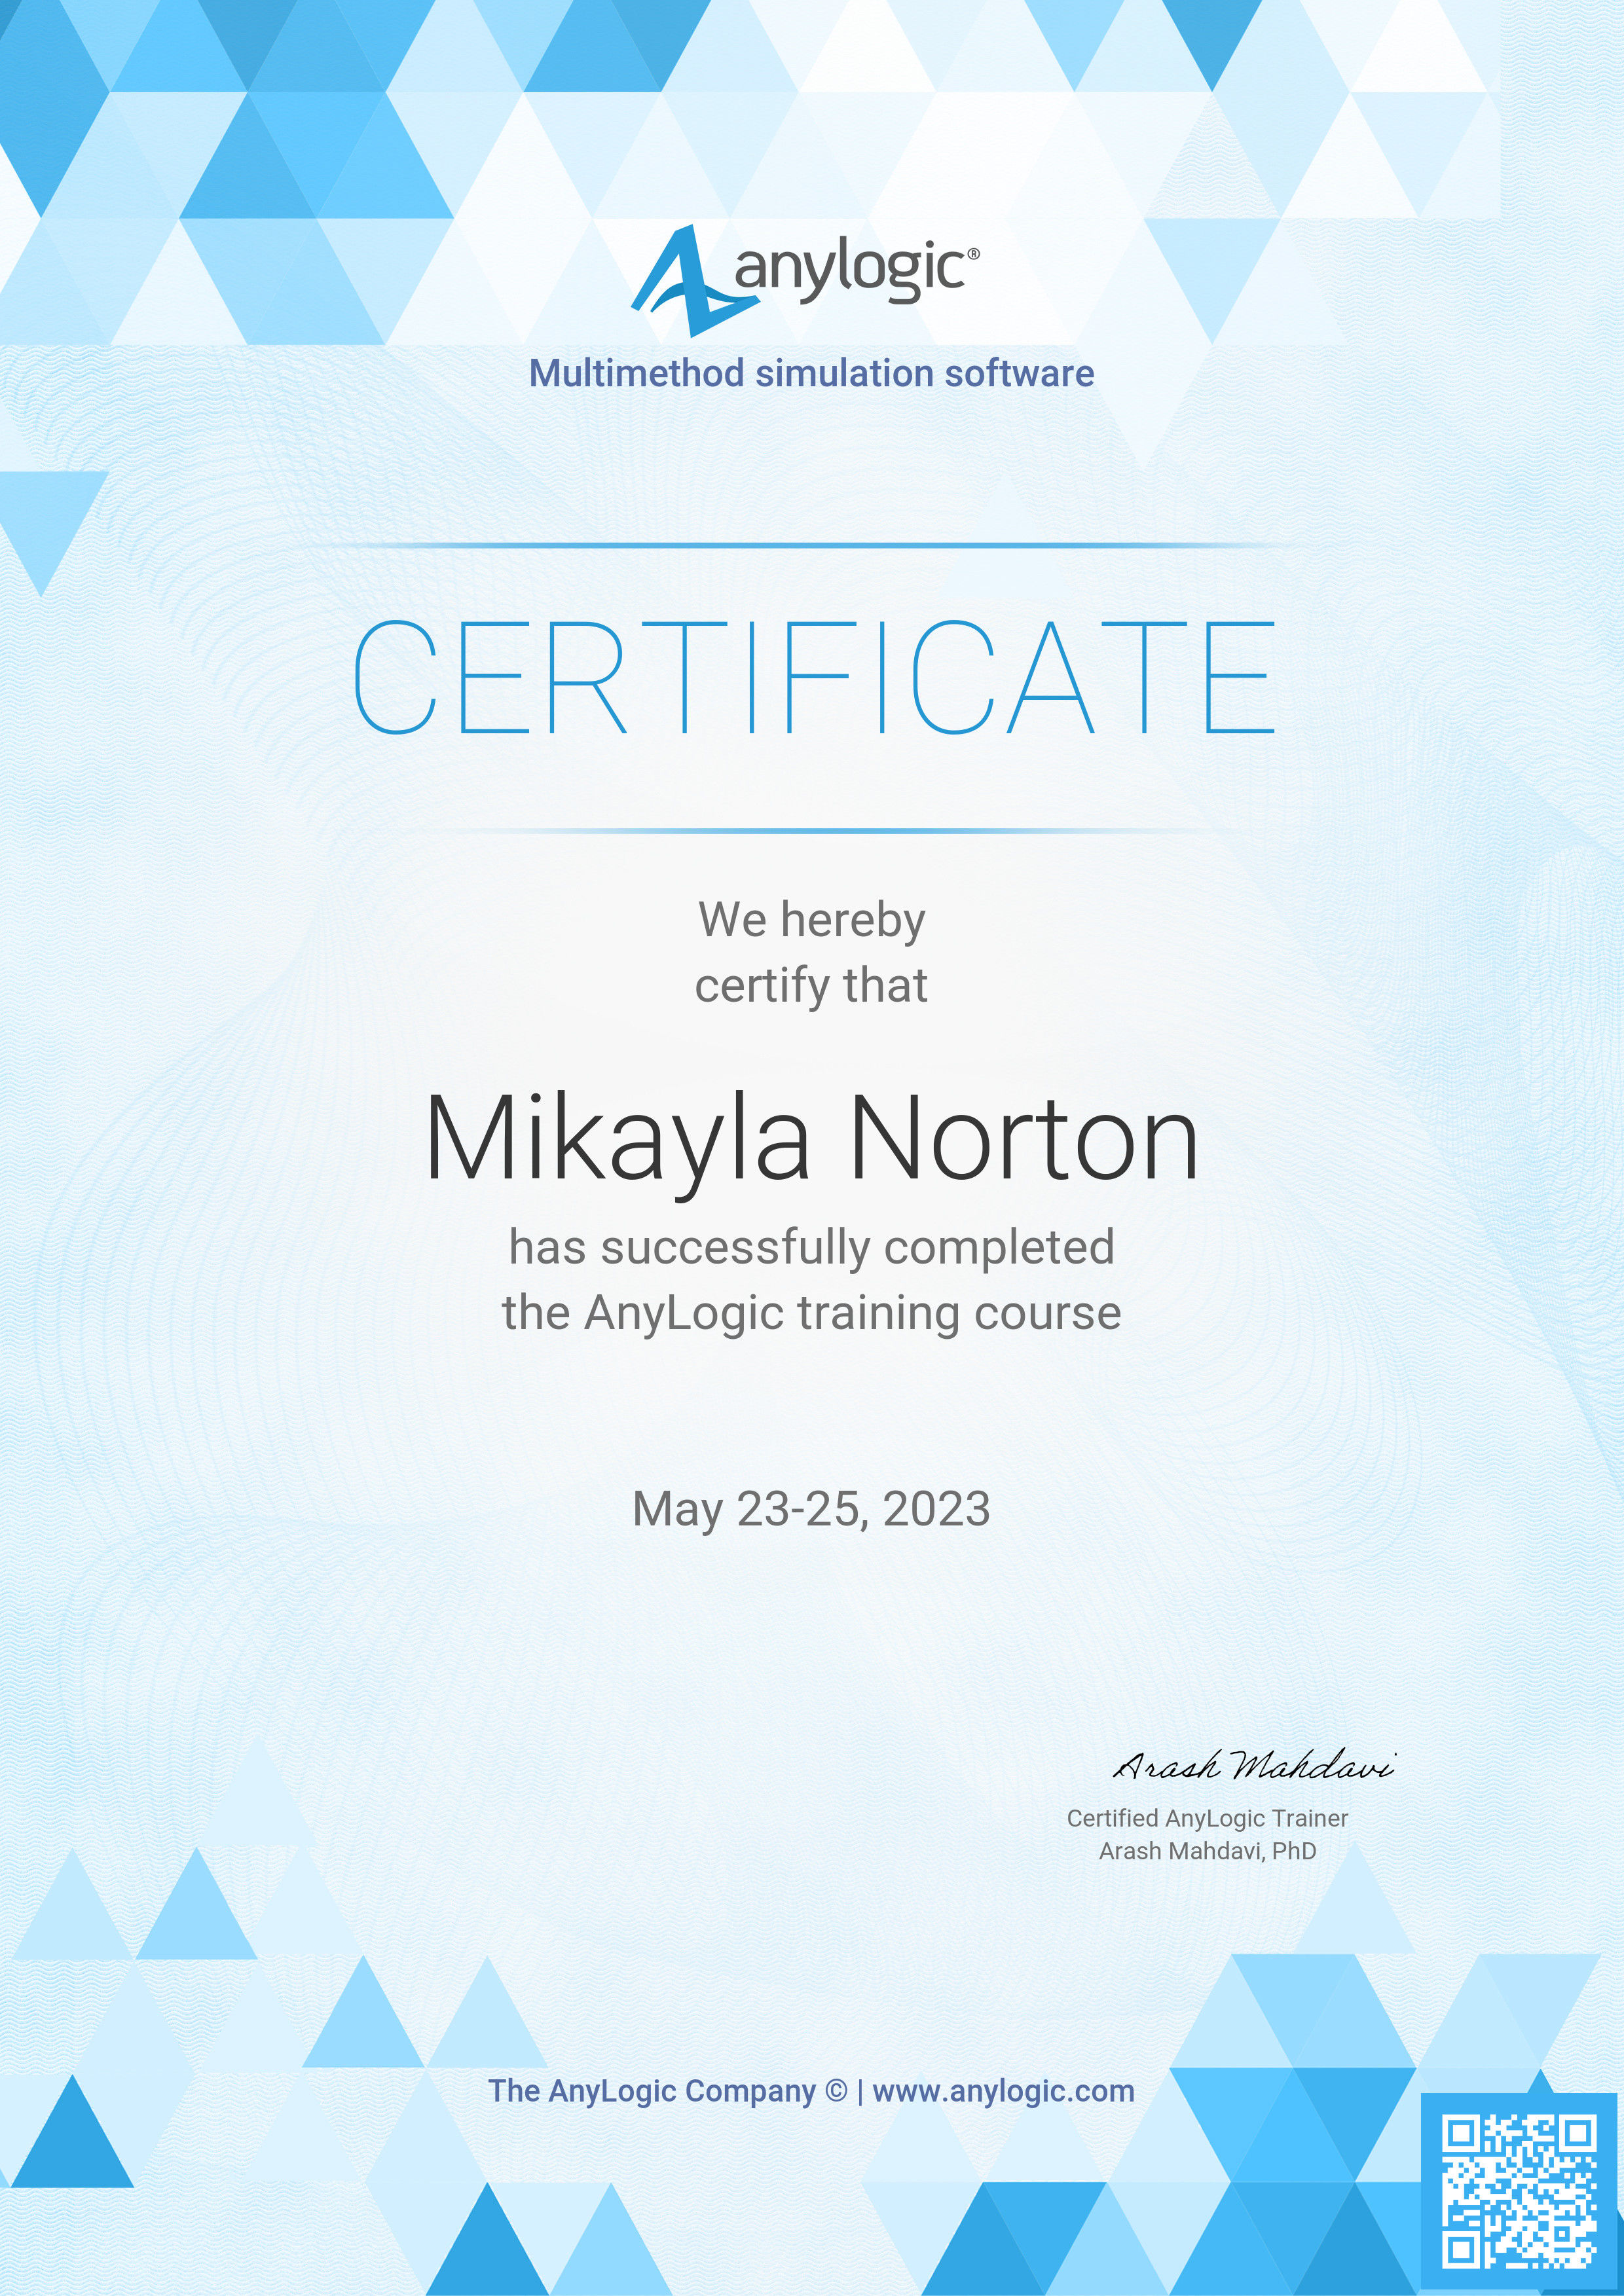 anylogic®
Multimethod simulation software
CERTIFICATE
We hereby
certify that
Mikayla Norton
has successfully completed
the AnyLogic training course
May 23-25, 2023
Arash Mahdavi
Certified AnyLogic Trainer
Arash Mahdavi, PhD
The AnyLogic Company © | www.anylogic.com